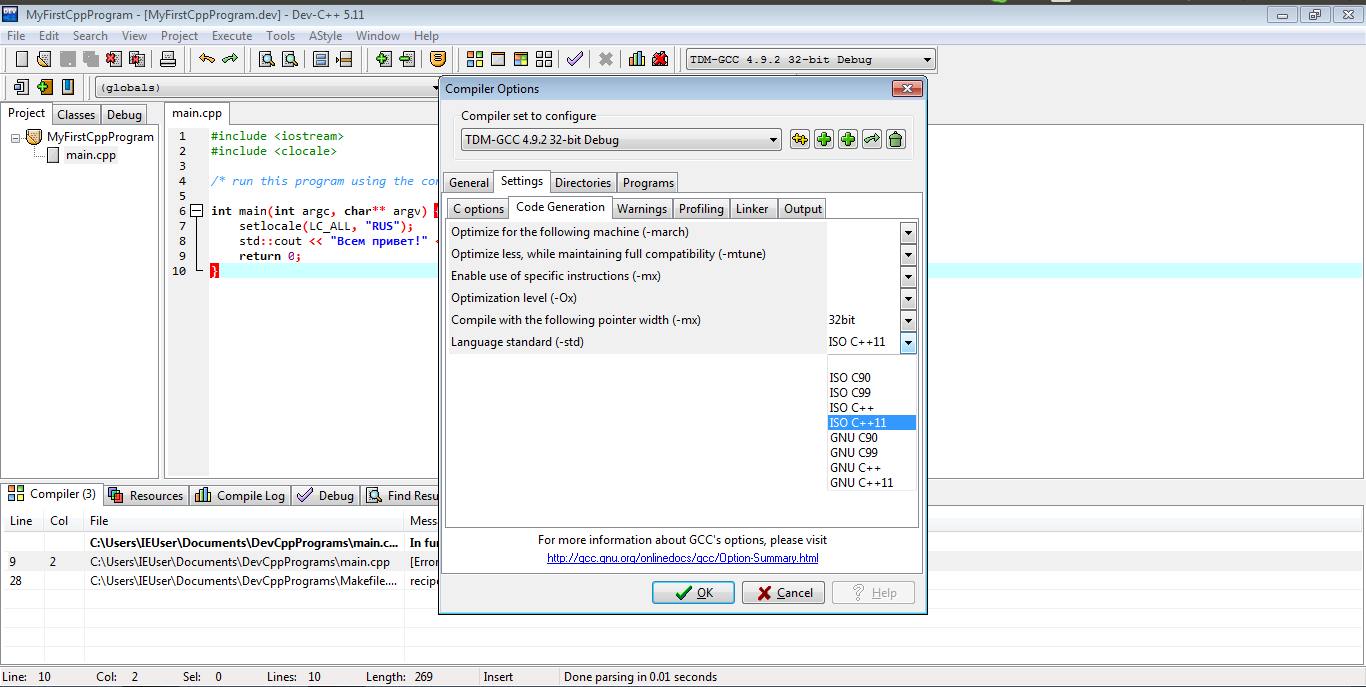 MyFirstCppProgram - [MyFirstCppProgram.dev] - Dev-C++ 5.11
File Edit Search View Project Execute Tools AStyle Window Help
TDM-GCC 4.9.2 32-bit Debug
(globals)
Project Classes Debug
MyFirstCppProgram
main.cpp
main.cpp
1 #include <iostream>
2 #include <clocale>
3
4 /* run this program using the
5
6 int main(int argc, char** argv) {
7 setlocale(LC_ALL, "RUS");
8 std::cout << "Всем привет!"
9 return 0;
10 }
Compiler Options
Compiler set to configure
TDM-GCC 4.9.2 32-bit Debug
General Settings Directories Programs
C options Code Generation Warnings Profiling Linker Output
Optimize for the following machine (-march)
Optimize less, while maintaining full compatibility (-mtune)
Enable use of specific instructions (-mx)
Optimization level (-Ox)
Compile with the following pointer width (-mx) 32bit
Language standard (-std) ISO C++11
ISO C90
ISO C99
ISO C++
ISO C++11
GNU C90
GNU C99
GNU C++
GNU C++11
For more information about GCC's options, please visit
http://gcc.gnu.org/onlinedocs/gcc/Option-Summary.html
OK Cancel Help
Compiler (3) Resources Compile Log Debug Find
Line Col File
C:\Users\IEUser\Documents\DevCppPrograms\main.c... In
9 2 C:\Users\IEUser\Documents\DevCppPrograms\main.cpp
28 C:\Users\IEUser\Documents\DevCppPrograms\Makefile....
Line: 10 Col: 2 Sel: 0 Lines: 10 Length: 269 Insert Done parsing in 0.01 seconds